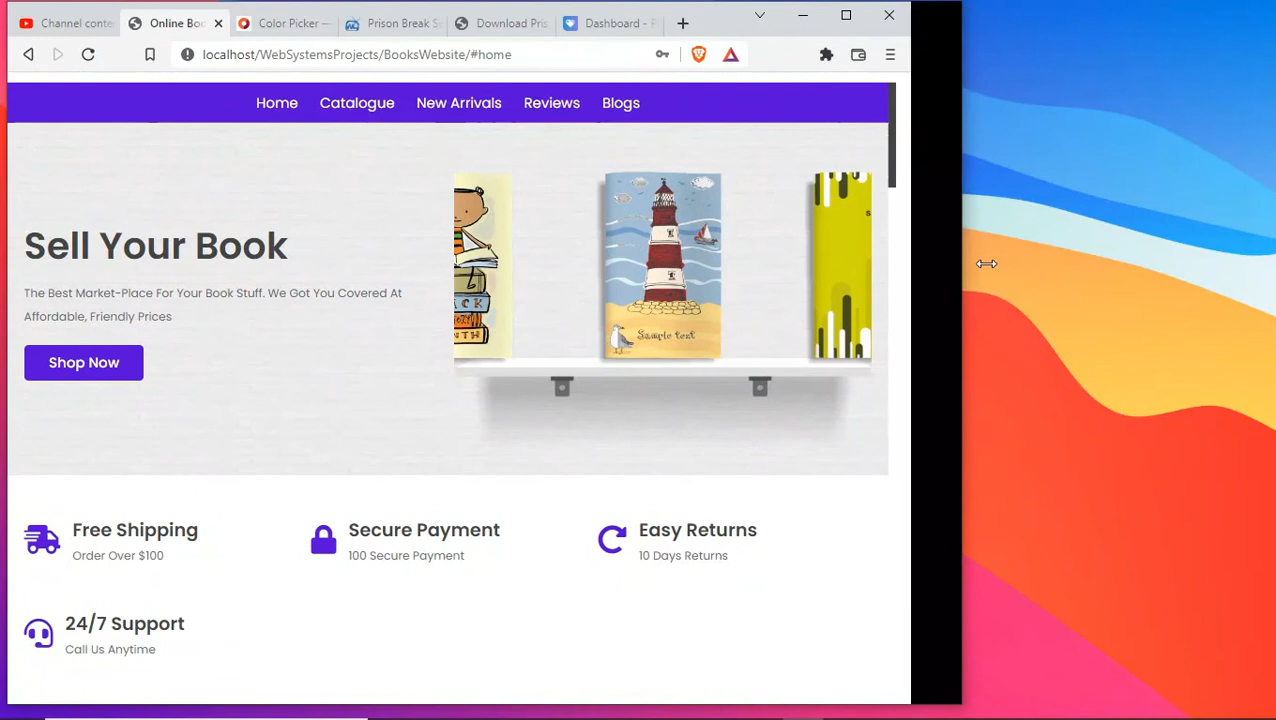 Channel conte
Online Boo
Color Picker —
Prison Break S
Download Pris
Dashboard - F
localhost/WebSystemsProjects/BooksWebsite/#home
Home Catalogue New Arrivals Reviews Blogs
Sell Your Book
The Best Market-Place For Your Book Stuff. We Got You Covered At
Affordable, Friendly Prices
Shop Now
Sample text
Free Shipping
Order Over $100
Secure Payment
100 Secure Payment
Easy Returns
10 Days Returns
24/7 Support
Call Us Anytime